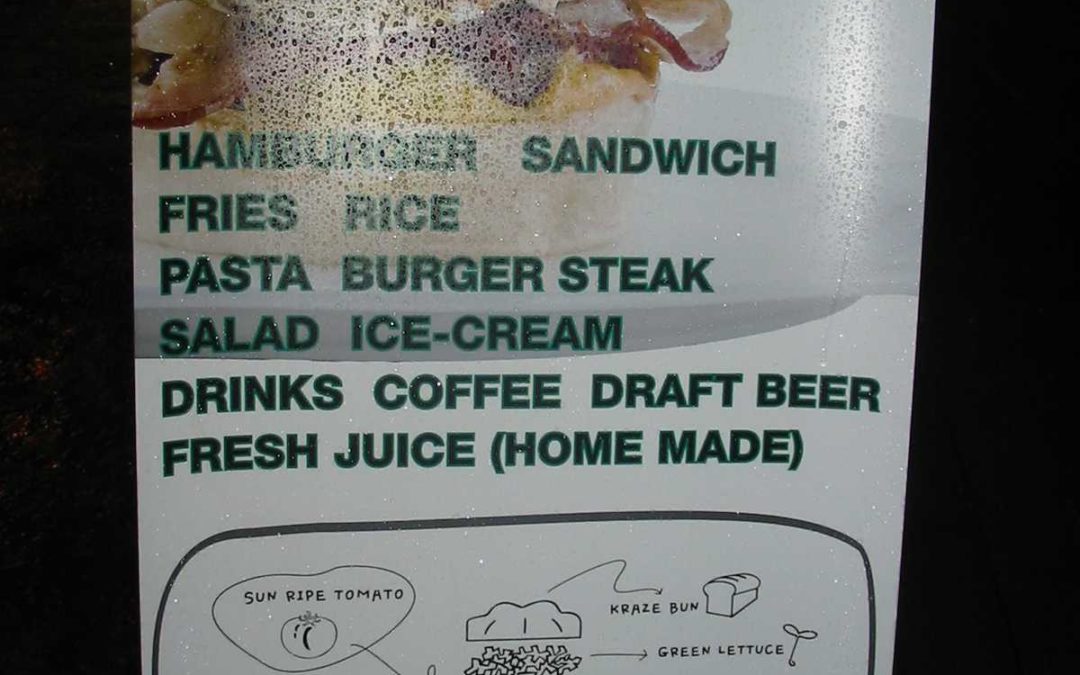 HAMBURGER SANDWICH
FRIES RICE
PASTA BURGER STEAK
SALAD ICE-CREAM
DRINKS COFFEE DRAFT BEER
FRESH JUICE (HOME MADE)
SUN RIPE TOMATO
KRAZE BUN
GREEN LETTUCE